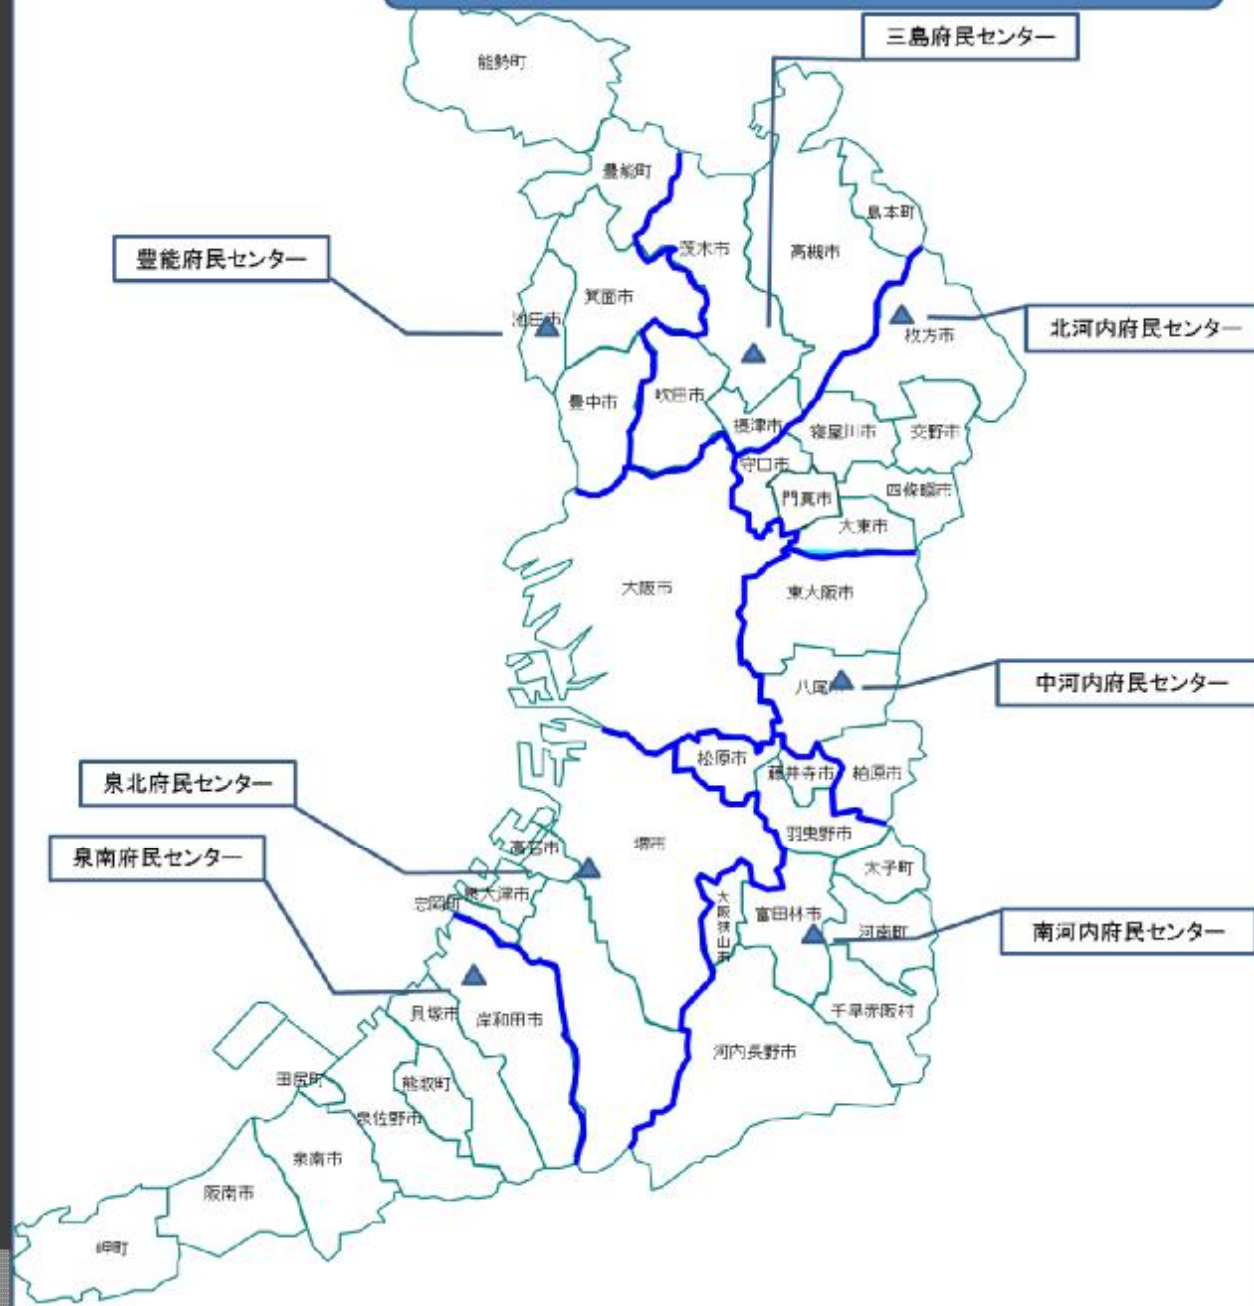 三島府民センター
能勢町
豊能町
島本町
茨木市
高槻市
豊能府民センター
箕面市
池田市
北河内府民センター
枚方市
豊中市
吹田市
摂津市
寝屋川市
交野市
守口市
門真市
四條畷市
大東市
大阪市
東大阪市
中河内府民センター
八尾
松原市
藤井寺市
柏原市
泉北府民センター
羽曳野市
堺市
高石市
泉南府民センター
太子町
泉大津市
忠岡町
大阪狭山市
富田林市
河南町
南河内府民センター
貝塚市
岸和田市
千早赤阪村
河内長野市
田尻町
熊取町
泉佐野市
泉南市
阪南市
岬町